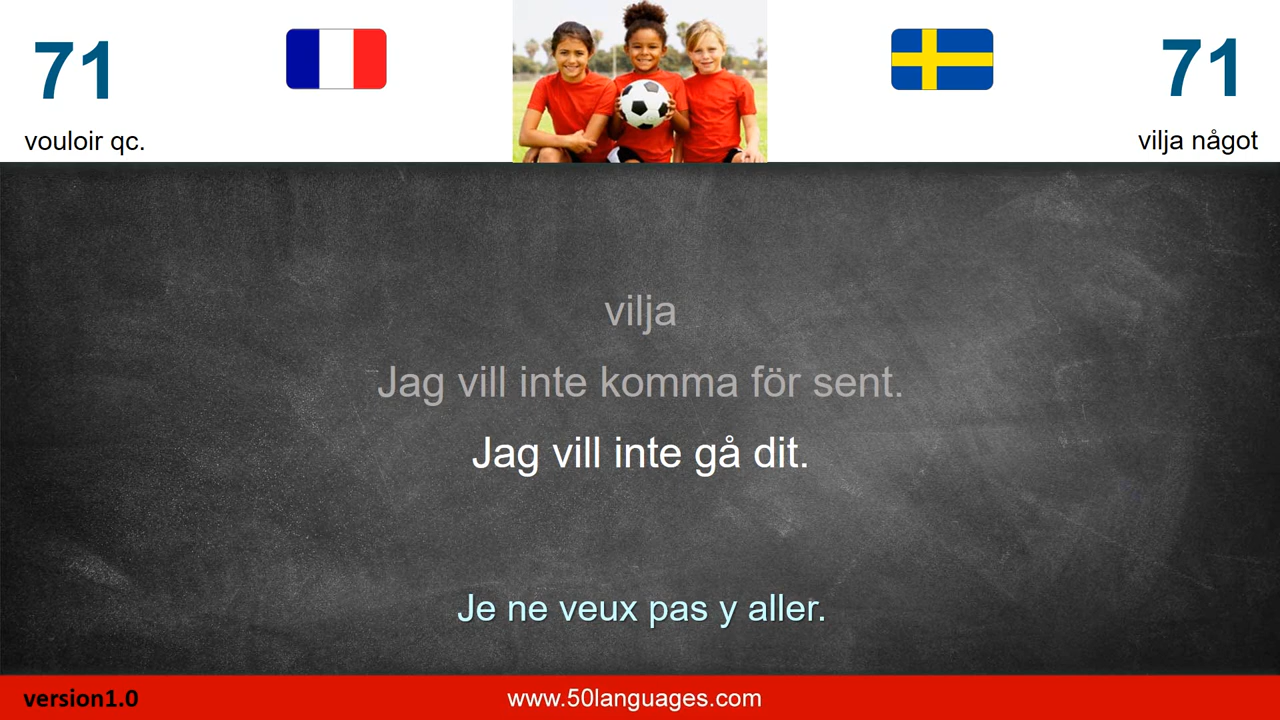 71
71
vouloir qc.
vilja något
vilja
Jag vill inte komma för sent.
Jag vill inte gå dit.
Je ne veux pas y aller.
version1.0
www.50languages.com